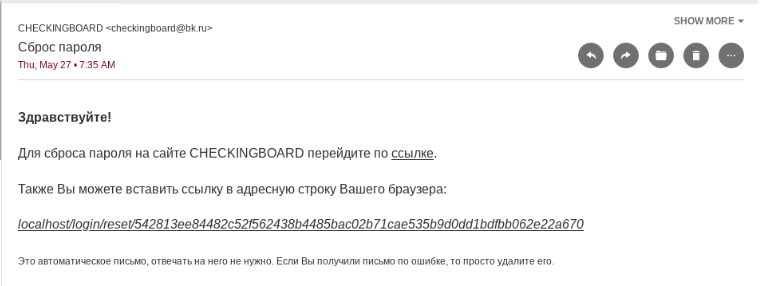 SHOW MORE
CHECKINGBOARD <checkingboard@bk.ru>
Сброс пароля
Thu, May 27 • 7:35 AM
Здравствуйте!
Для сброса пароля на сайте CHECKINGBOARD перейдите по ссылке.
Также Вы можете вставить ссылку в адресную строку Вашего браузера:
localhost/login/reset/542813ee84482c52f562438b4485bac02b71cae535b9d0dd1bdfbb062e22a670
Это автоматическое письмо, отвечать на него не нужно. Если Вы получили письмо по ошибке, то просто удалите его.